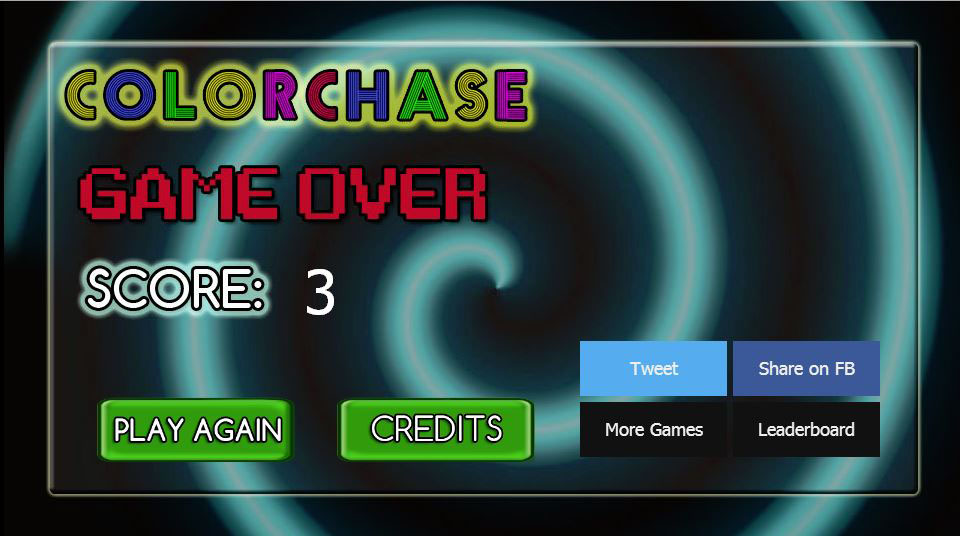 COLORCHASE
GAME OVER
SCORE: 3
Tweet
Share on FB
PLAY AGAIN
CREDITS
More Games
Leaderboard